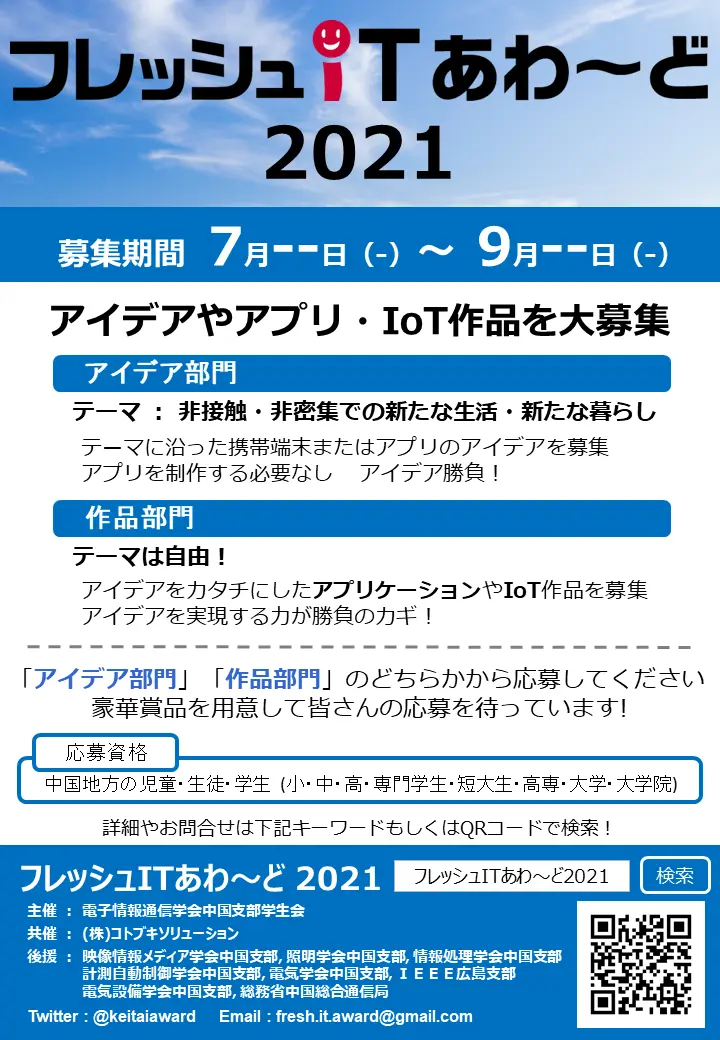 フレッシュiTあわ～ど
2021
募集期間 7月--日（-）～ 9月--日（-）
アイデアやアプリ・IoT作品を大募集
アイデア部門
テーマ ： 非接触・非密集での新たな生活・新たな暮らし
テーマに沿った携帯端末またはアプリのアイデアを募集
アプリを制作する必要なし　アイデア勝負！
作品部門
テーマは自由！
アイデアをカタチにしたアプリケーションやIoT作品を募集
アイデアを実現する力が勝負のカギ！
「アイデア部門」「作品部門」のどちらかから応募してください
豪華賞品を用意して皆さんの応募を待っています!
応募資格
中国地方の児童・生徒・学生 (小・中・高・専門学生・短大生・高専・大学・大学院)
詳細やお問合せは下記キーワードもしくはQRコードで検索！
フレッシュITあわ～ど 2021 フレッシュITあわ～ど2021 検索
主催 ： 電子情報通信学会中国支部学生会
共催 ： (株)コトブキソリューション
後援 ： 映像情報メディア学会中国支部, 照明学会中国支部, 情報処理学会中国支部
計測自動制御学会中国支部, 電気学会中国支部, ＩＥＥＥ広島支部
電気設備学会中国支部, 総務省中国総合通信局
Twitter : @keitaiaward Email : fresh.it.award@gmail.com